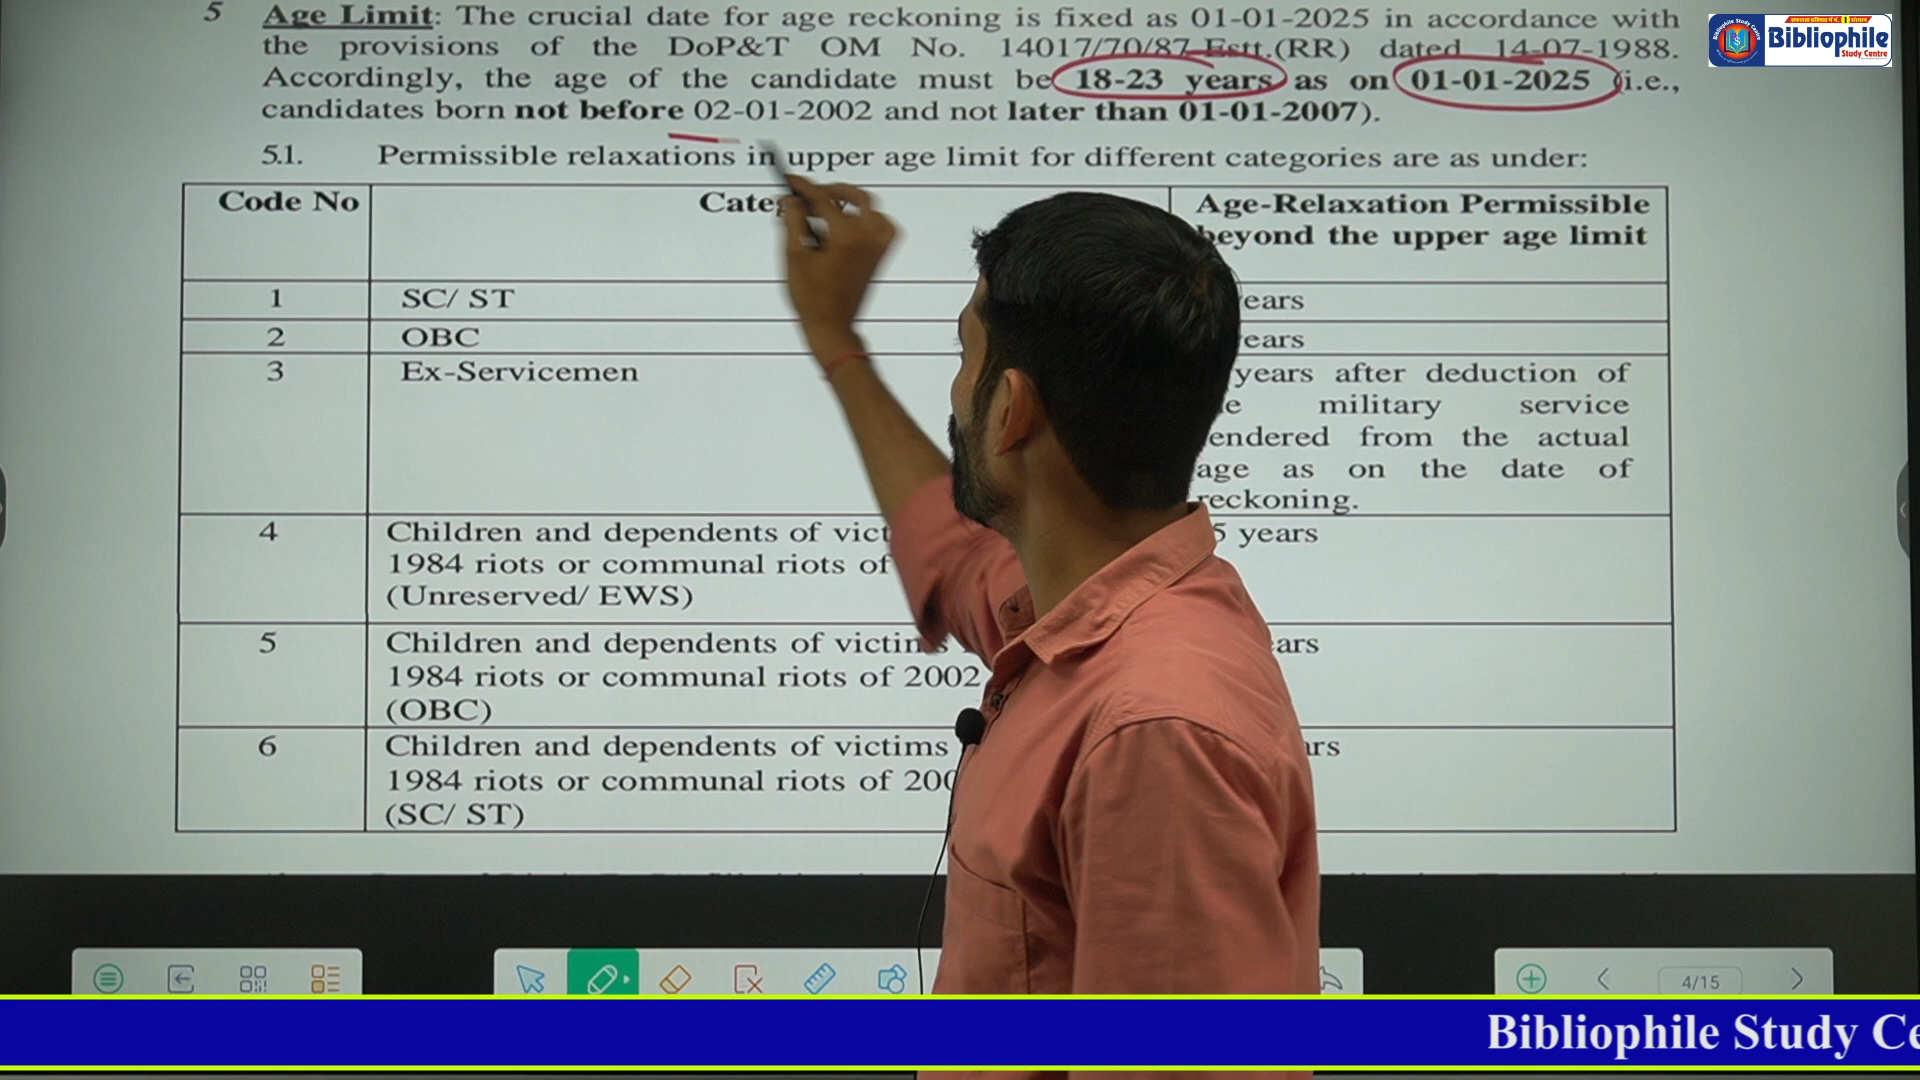 5 Age Limit: The crucial date for age reckoning is fixed as 01-01-2025 in accordance with
the provisions of the DoP&T OM No. 14017/70/87-Estt.(RR) dated 14-07-1988.
Accordingly, the age of the candidate must be 18-23 years as on 01-01-2025 (i.e.,
candidates born not before 02-01-2002 and not later than 01-01-2007).
5.1. Permissible relaxations in upper age limit for different categories are as under:
Code No
Age-Relaxation Permissible
beyond the upper age limit
1 SC/ ST
2 OBC
3 Ex-Servicemen years after deduction of
military service
rendered from the actual
age as on the date of
reckoning.
4 Children and dependents of years
1984 riots or communal riots of
(Unreserved/ EWS)
5 Children and dependents of
1984 riots or communal riots of 2002
(OBC)
6 Children and dependents of victims
1984 riots or communal riots of
(SC/ ST)
4/15
Bibliophile
Study Centre
Bibliophile Study Ce